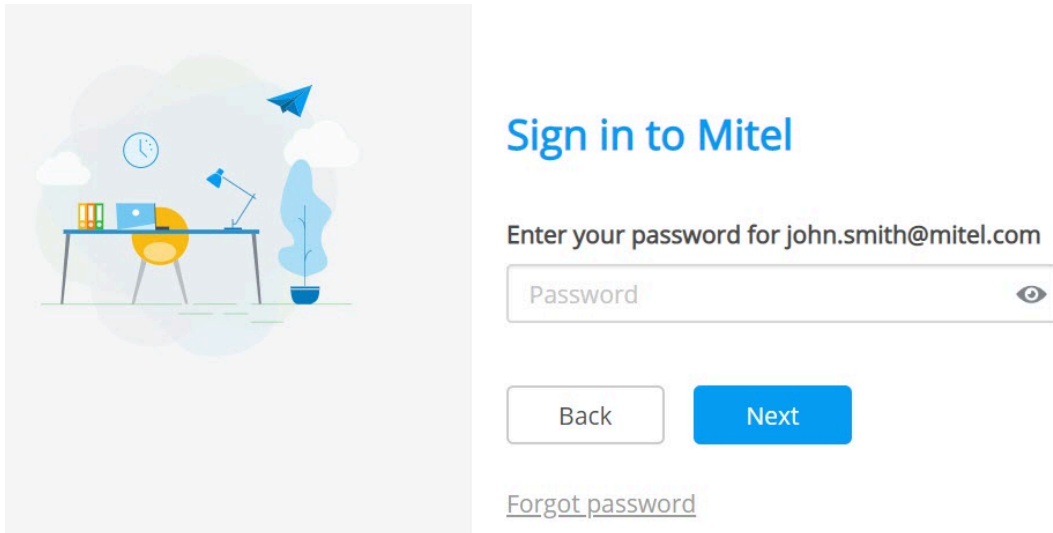 Sign in to Mitel
Enter your password for john.smith@mitel.com
Password
Back Next
Forgot password